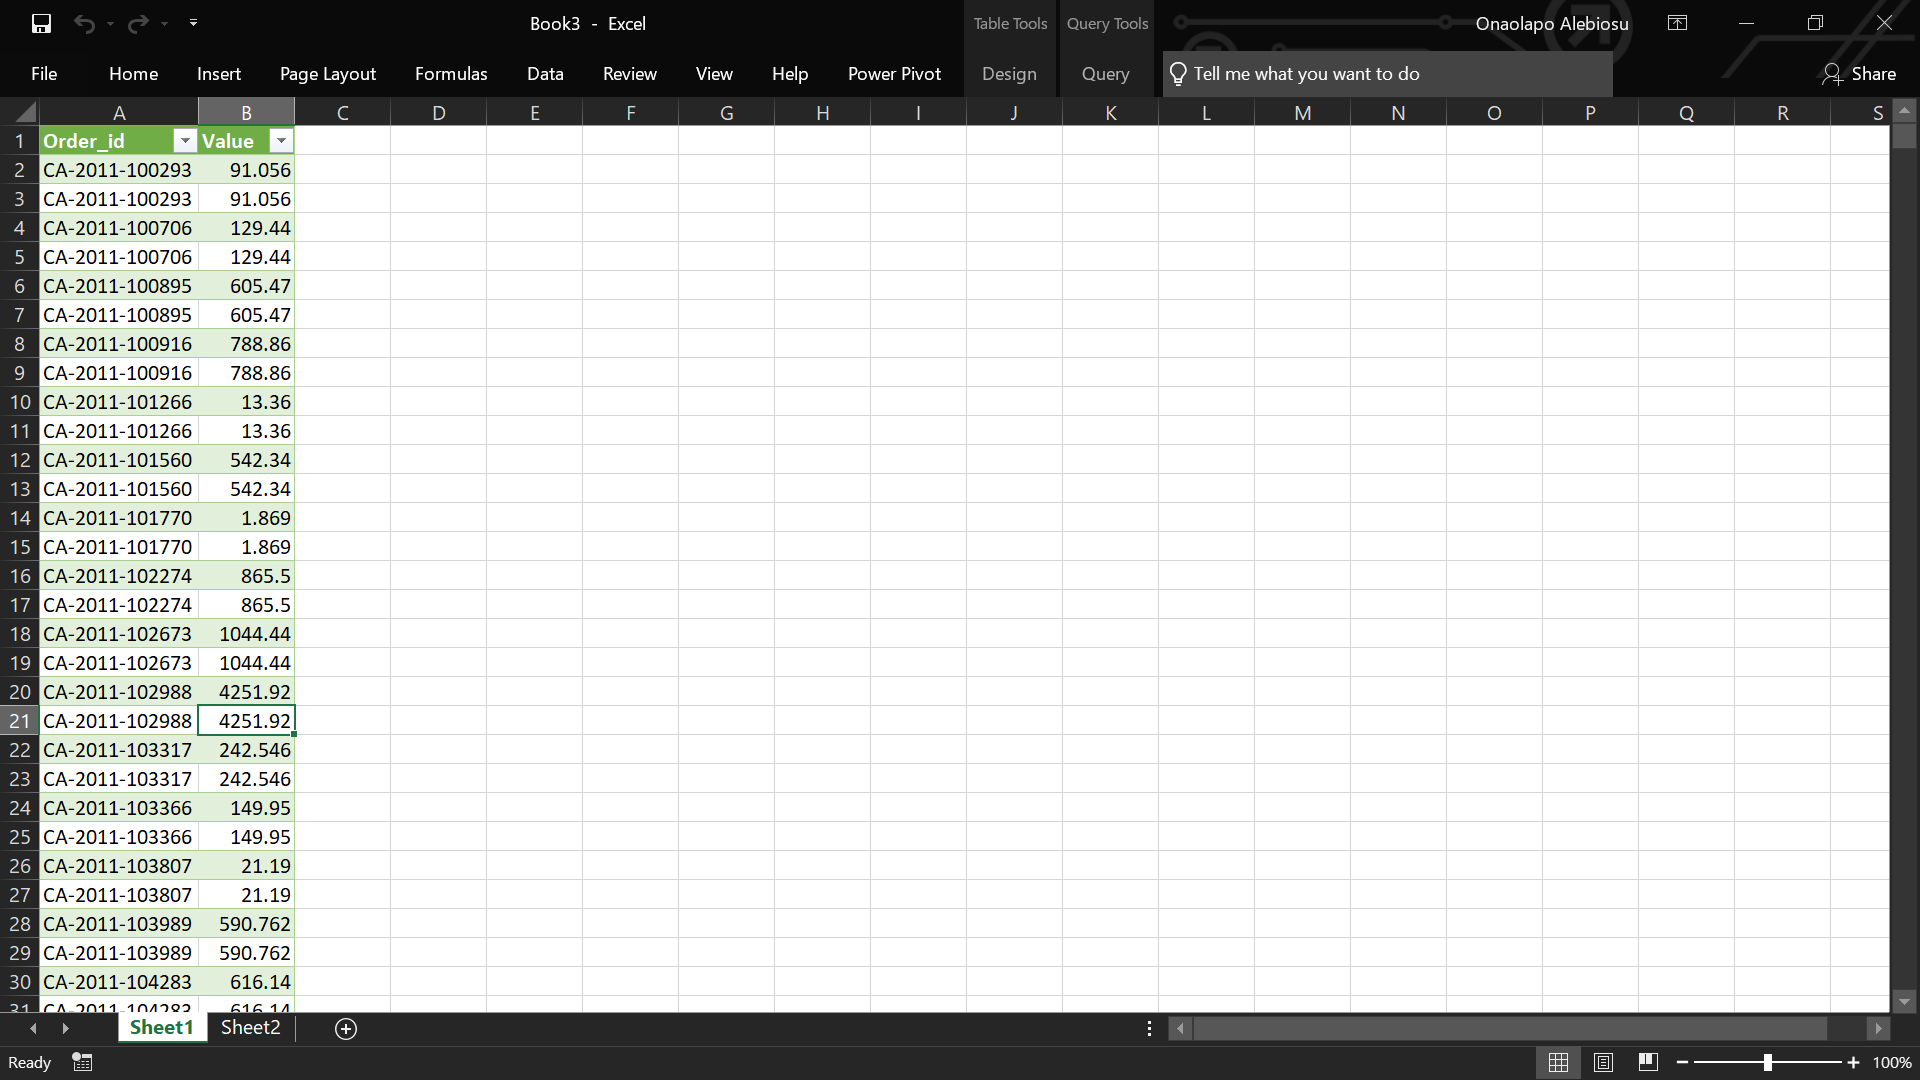 Book3 - Excel
Table Tools Query Tools
Onaolapo Alebiosu
File Home Insert Page Layout Formulas Data Review View Help Power Pivot Design Query Tell me what you want to do Share
A B C D E F G H I J K L M N O P Q R S
1 Order_id Value
2 CA-2011-100293 91.056
3 CA-2011-100293 91.056
4 CA-2011-100706 129.44
5 CA-2011-100706 129.44
6 CA-2011-100895 605.47
7 CA-2011-100895 605.47
8 CA-2011-100916 788.86
9 CA-2011-100916 788.86
10 CA-2011-101266 13.36
11 CA-2011-101266 13.36
12 CA-2011-101560 542.34
13 CA-2011-101560 542.34
14 CA-2011-101770 1.869
15 CA-2011-101770 1.869
16 CA-2011-102274 865.5
17 CA-2011-102274 865.5
18 CA-2011-102673 1044.44
19 CA-2011-102673 1044.44
20 CA-2011-102988 4251.92
21 CA-2011-102988 4251.92
22 CA-2011-103317 242.546
23 CA-2011-103317 242.546
24 CA-2011-103366 149.95
25 CA-2011-103366 149.95
26 CA-2011-103807 21.19
27 CA-2011-103807 21.19
28 CA-2011-103989 590.762
29 CA-2011-103989 590.762
30 CA-2011-104283 616.14
31 CA-2011-104283 616.14
Sheet1 Sheet2
Ready 100%